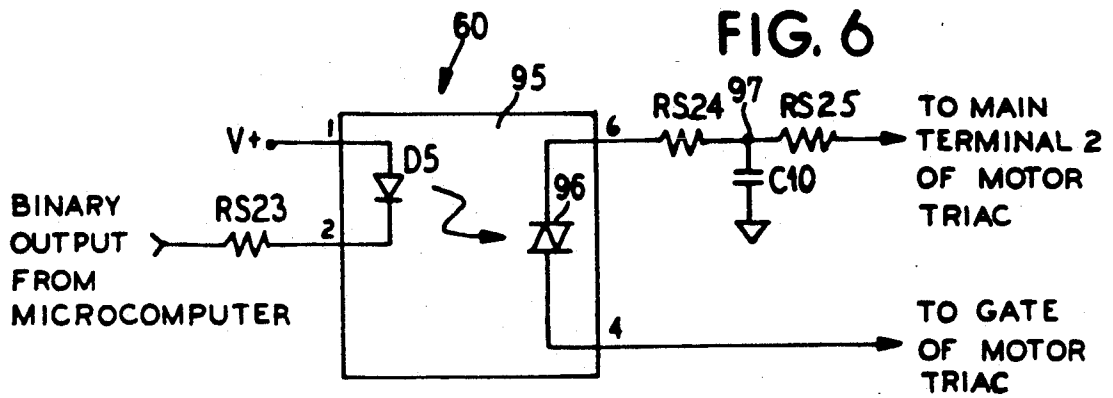 FIG. 6
60
95
V+
1
D5
BINARY
OUTPUT
FROM
MICROCOMPUTER
RS23
2
96
6
RS24
97
RS25
C10
TO MAIN
TERMINAL 2
OF MOTOR
TRIAC
4
TO GATE
OF MOTOR
TRIAC